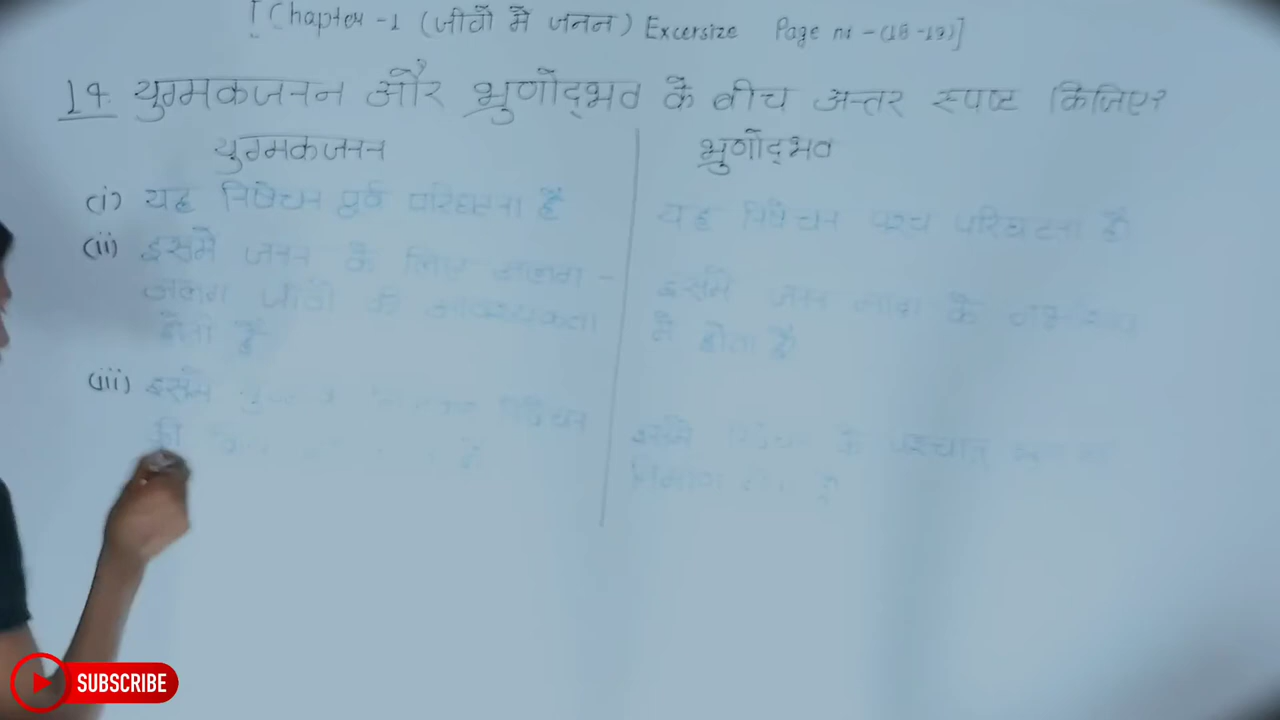 [Chapter -1 (जीवों में जनन) Excersize Page no -(18-19)]
14. युग्मकजनन और भ्रुणोद्भव के बीच अन्तर स्पष्ट किजिए?
युग्मकजनन
(i) यह निषेचन पूर्व परिघटना है
(ii) इसमे जनन के लिए अलग -
अलग जीवों की आवश्यकता
होता है
(iii) इसमे निषेचन
की है
भ्रुणोद्भव
यह निषेचन पश्च परिघटना है
इसमे जनन मादा के
में होता है
इसमे निषेचन के पश्चात्
निर्माण होता है
SUBSCRIBE